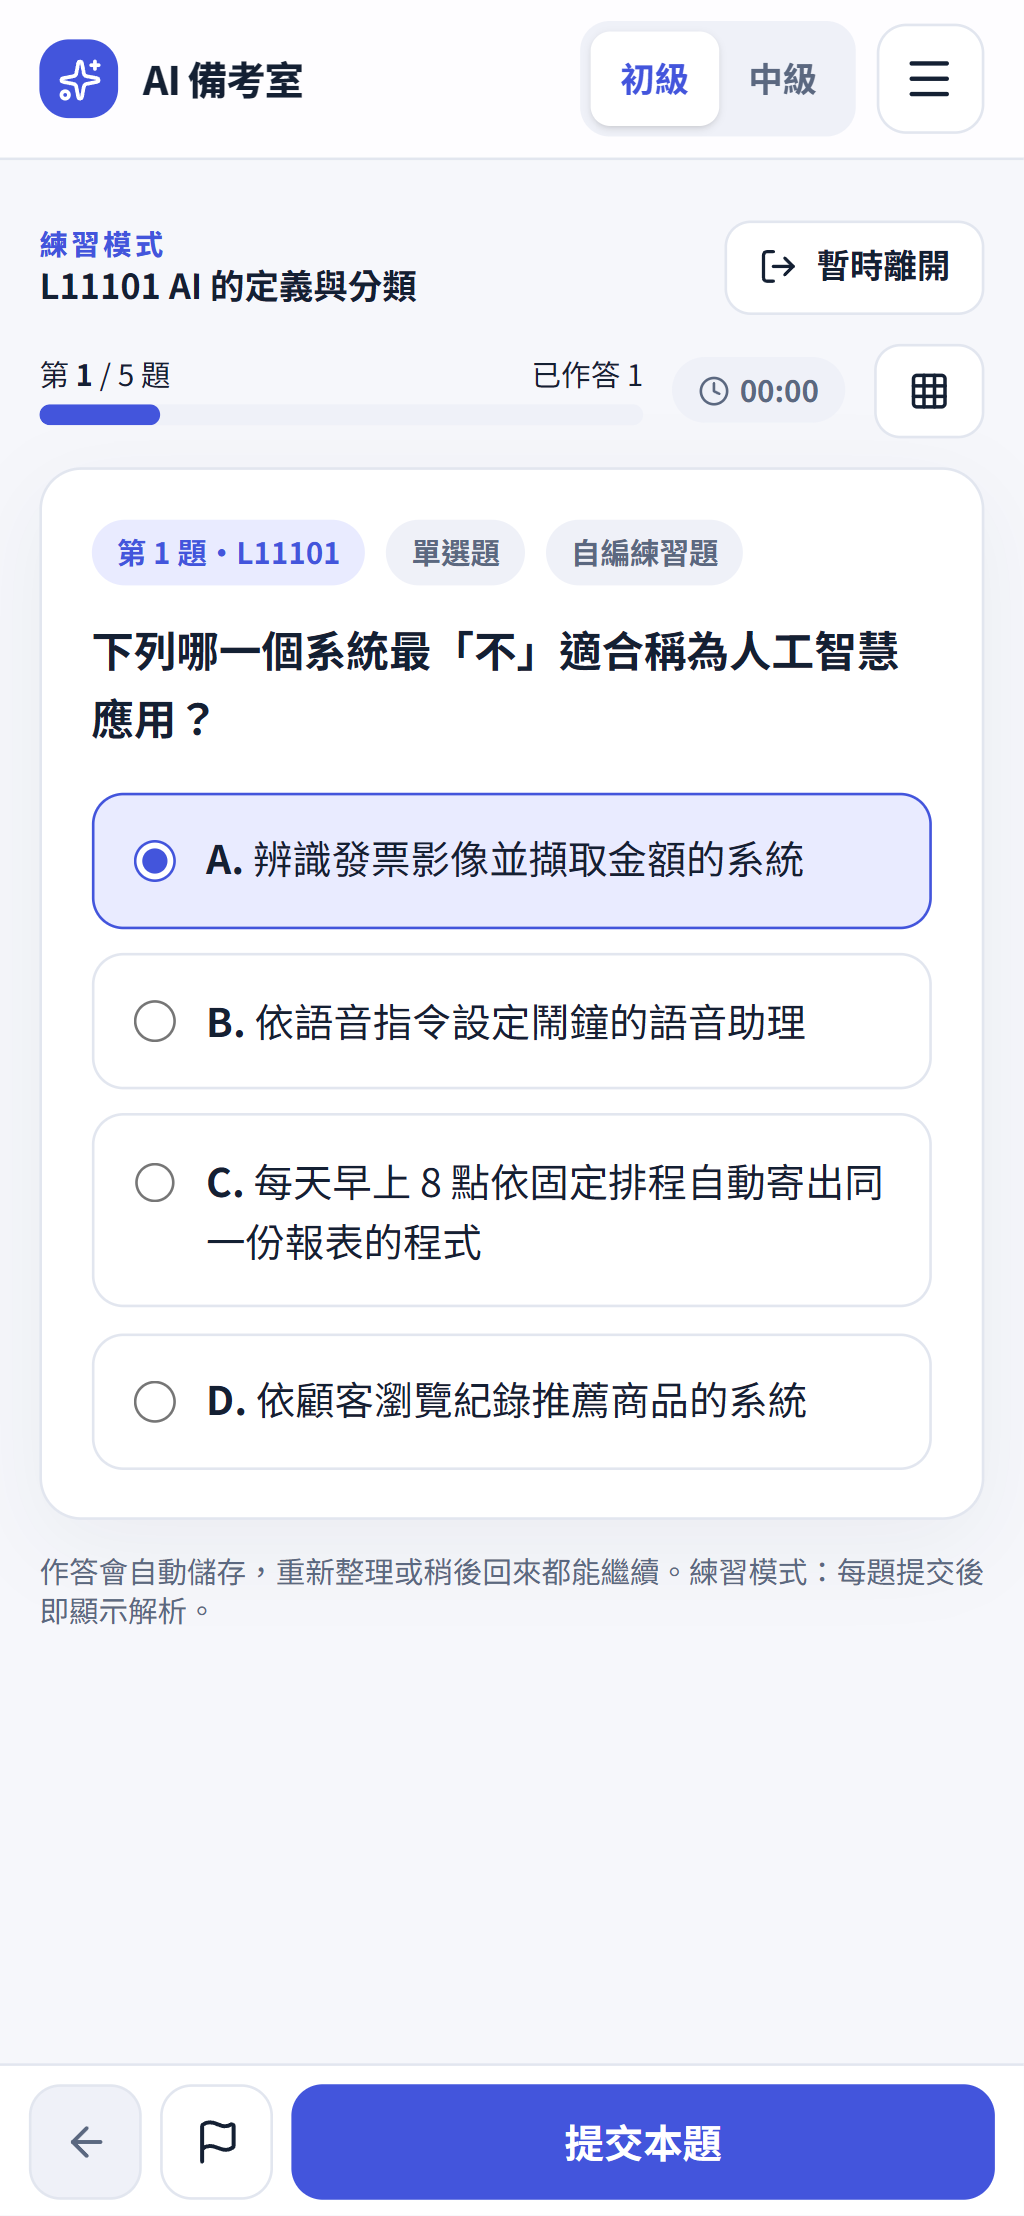 AI 備考室
初級
中級
練習模式
L11101 AI 的定義與分類
暫時離開
第 1 / 5 題
已作答 1
00:00
第 1 題・L11101
單選題
自編練習題
下列哪一個系統最「不」適合稱為人工智慧
應用？
A. 辨識發票影像並擷取金額的系統
B. 依語音指令設定鬧鐘的語音助理
C. 每天早上 8 點依固定排程自動寄出同
一份報表的程式
D. 依顧客瀏覽紀錄推薦商品的系統
作答會自動儲存，重新整理或稍後回來都能繼續。練習模式：每題提交後
即顯示解析。
提交本題